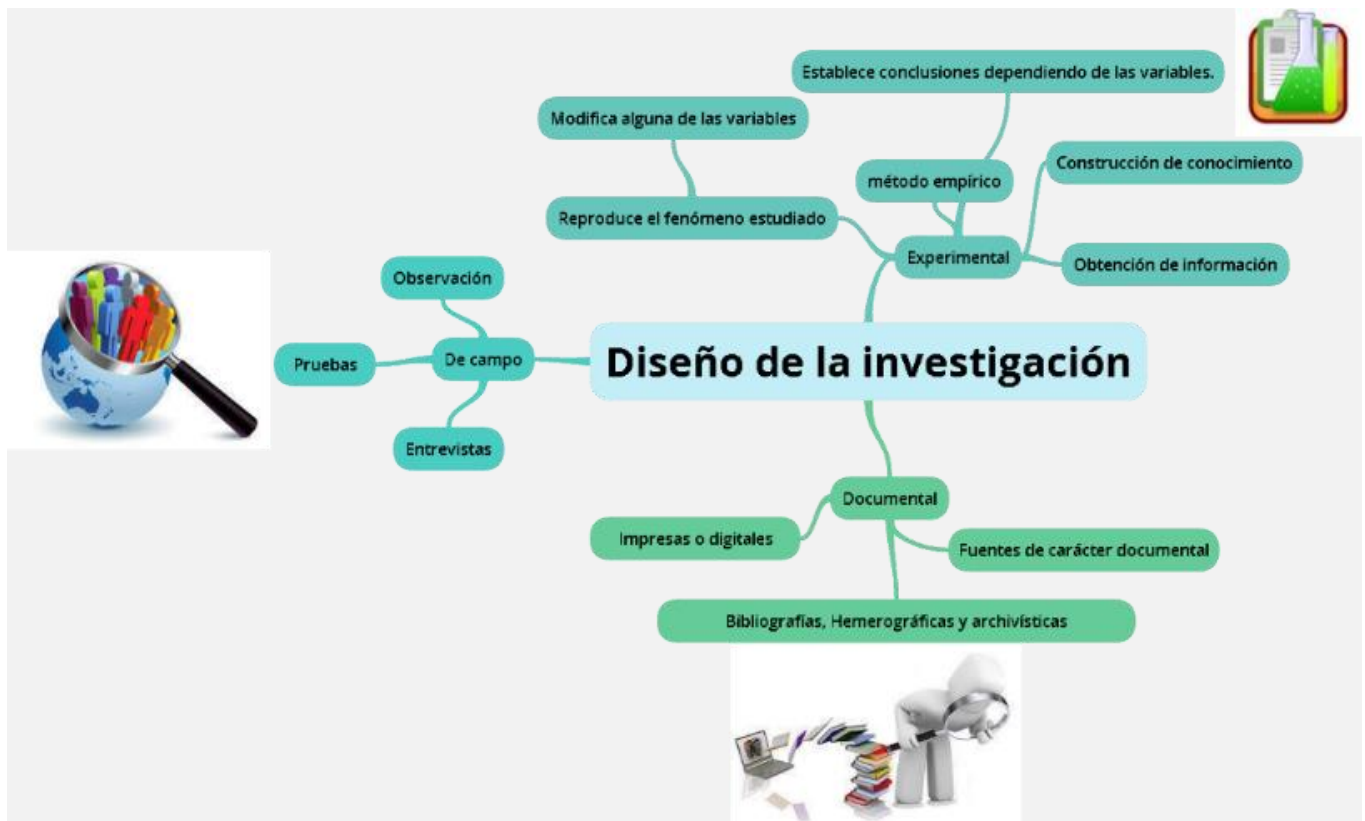 Establece conclusiones dependiendo de las variables.
Modifica alguna de las variables
método empírico
Construcción de conocimiento
Reproduce el fenómeno estudiado
Experimental
Obtención de información
Observación
Pruebas
De campo
Diseño de la investigación
Entrevistas
Documental
Impresas o digitales
Fuentes de carácter documental
Bibliografías, Hemerográficas y archivísticas